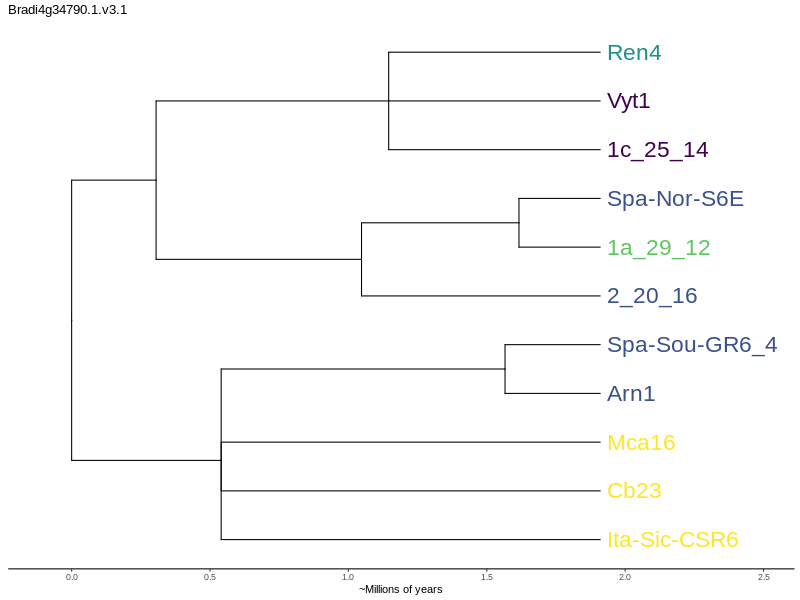 Bradi4g34790.1.v3.1
Ren4
Vyt1
1c_25_14
Spa-Nor-S6E
1a_29_12
2_20_16
Spa-Sou-GR6_4
Arn1
Mca16
Cb23
Ita-Sic-CSR6
0.0 0.5 1.0 1.5 2.0 2.5
~Millions of years